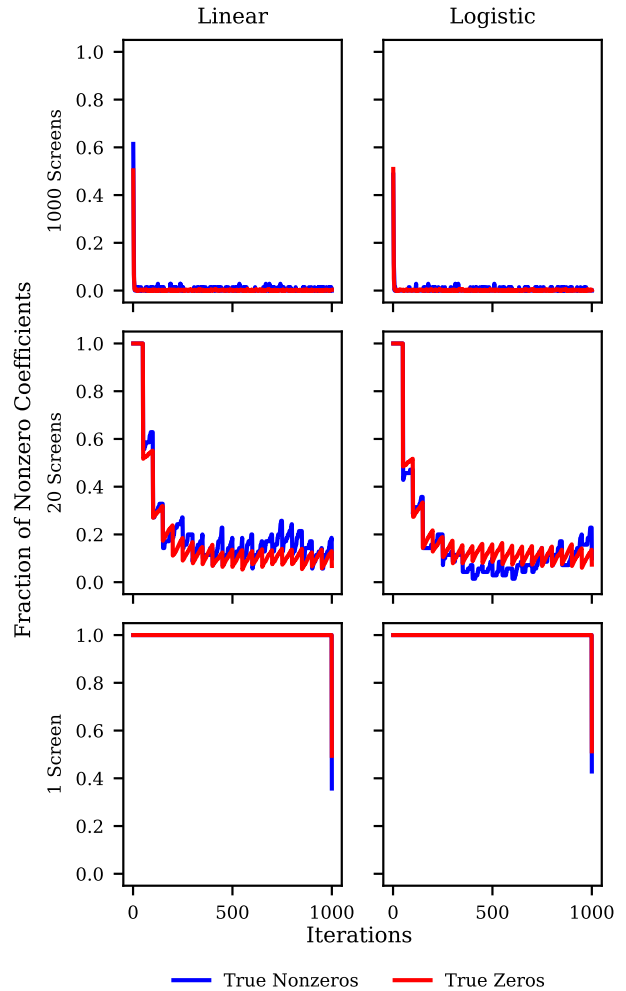 Linear Logistic
1.0
0.8
0.6
0.4
0.2
0.0
1000 Screens
1.0
0.8
0.6
0.4
0.2
0.0
20 Screens
1.0
0.8
0.6
0.4
0.2
0.0
1 Screen
Fraction of Nonzero Coefficients
0 500 1000 0 500 1000
Iterations
True Nonzeros True Zeros